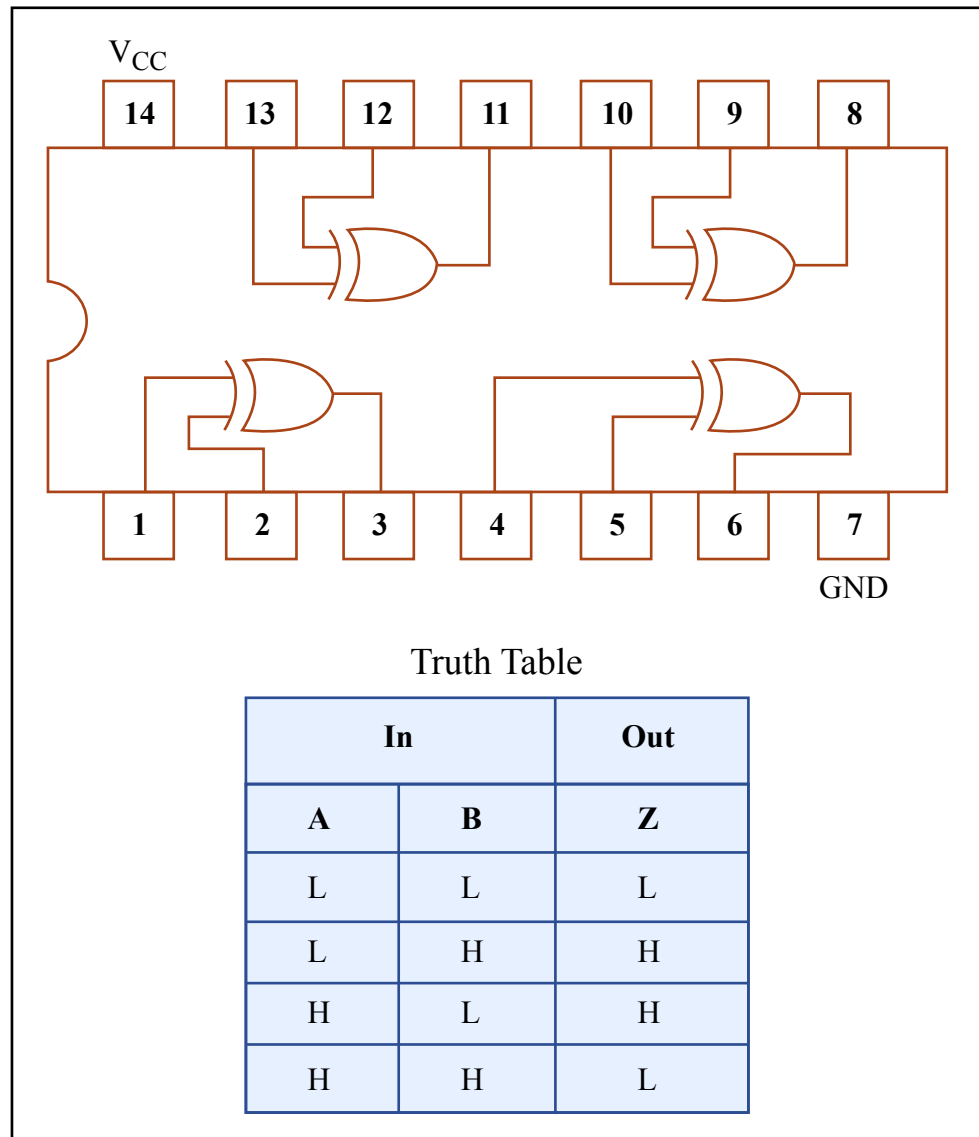 VCC
14 13 12 11 10 9 8
1 2 3 4 5 6 7
GND
Truth Table
In Out
A B Z
L L L
L H H
H L H
H H L